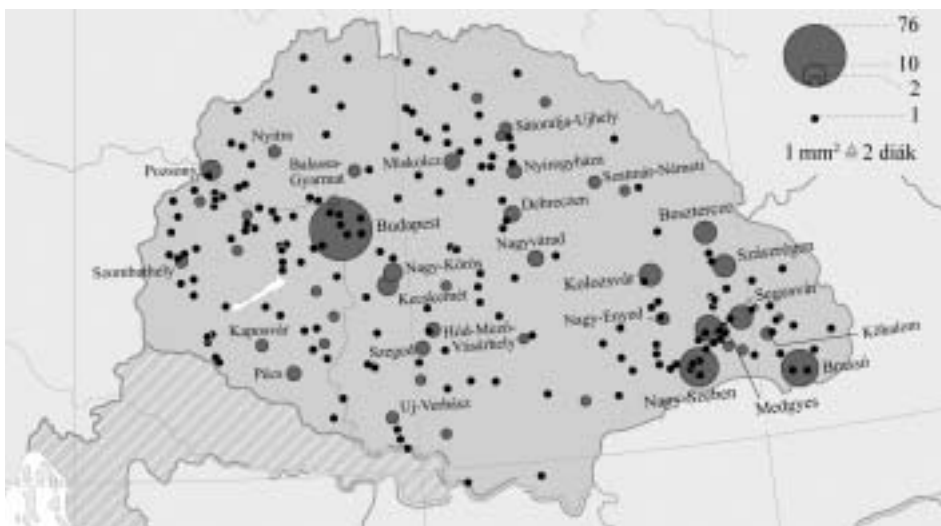 76
10
2
1
1 mm² ≙ 2 diák
Sátoralja-Ujhely
Nyitra
Balassa-
Gyarmat
Miskolcz
Nyiregyháza
Szatmár-Németi
Pozsony
Debreczen
Besztercze
Budapest
Nagyvárad
Szászrégen
Szombathely
Nagy-Kőrös
Kolozsvár
Kecskemét
Segesvár
Nagy-Enyed
Kaposvár
Hód-Mező-
Vásárhely
Kőhalom
Szeged
Brassó
Pécs
Nagy-Szeben
Medgyes
Uj-Verbász